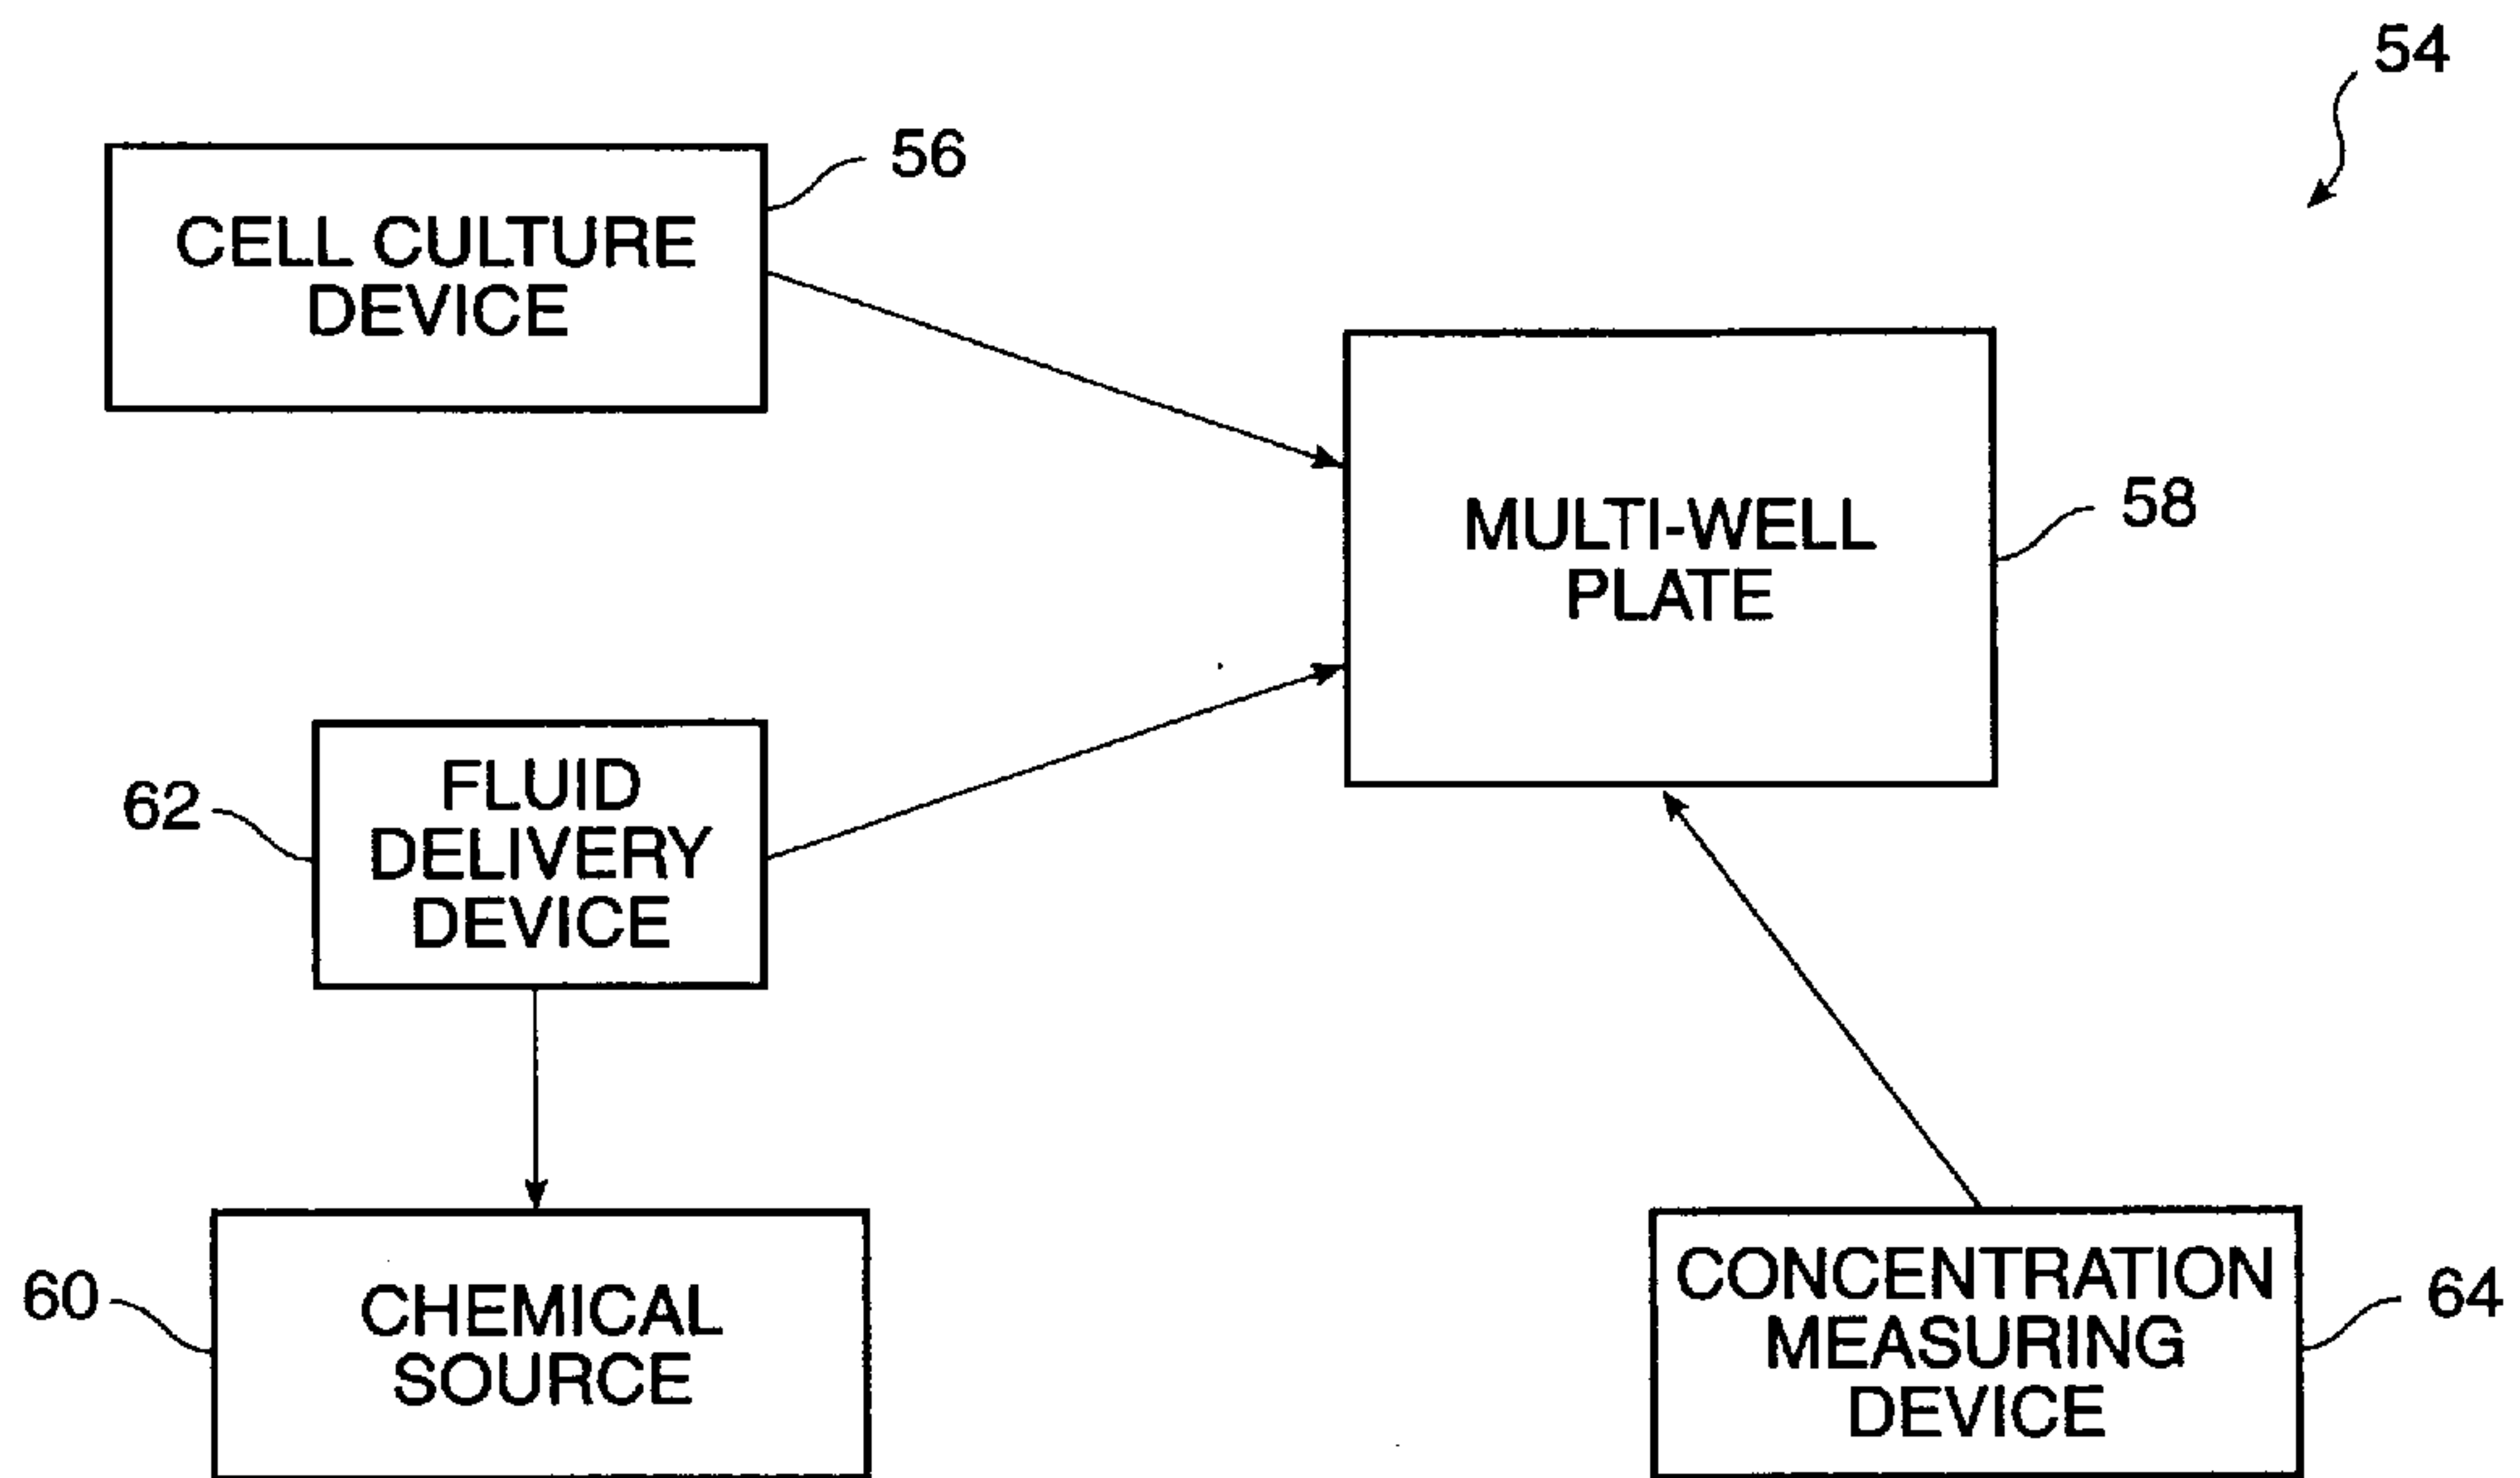 54
56
CELL CULTURE
DEVICE
MULTI-WELL
PLATE
58
62
FLUID
DELIVERY
DEVICE
60
CHEMICAL
SOURCE
CONCENTRATION
MEASURING
DEVICE
64